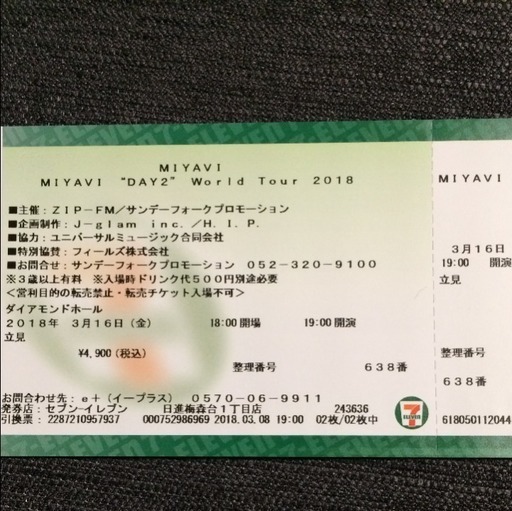 MIYAVI
MIYAVI "DAY2" World Tour 2018
■主催：ZIP-FM／サンデーフォークプロモーション
■企画制作：J-glam inc.／H.I.P.
■協力：ユニバーサルミュージック合同会社
■特別協賛：フィールズ株式会社
■お問合せ：サンデーフォークプロモーション 052-320-9100
※3歳以上有料 ※入場時ドリンク代500円別途必要
＜営利目的の転売禁止・転売チケット入場不可＞
ダイアモンドホール
2018年 3月16日（金） 18:00開場 19:00開演
立見
¥4,900(税込)
整理番号
638番
お問合わせ先：e+（イープラス） 0570-06-9911
発券店：セブン-イレブン 日進梅森台1丁目店 243636
引換票：2287210957937 000752986969 2018.03.08 19:00 02枚/02枚中
7
ELEVEN
MIYAVI
3月16日
19:00 開演
立見
整理番号
638番
618050112044